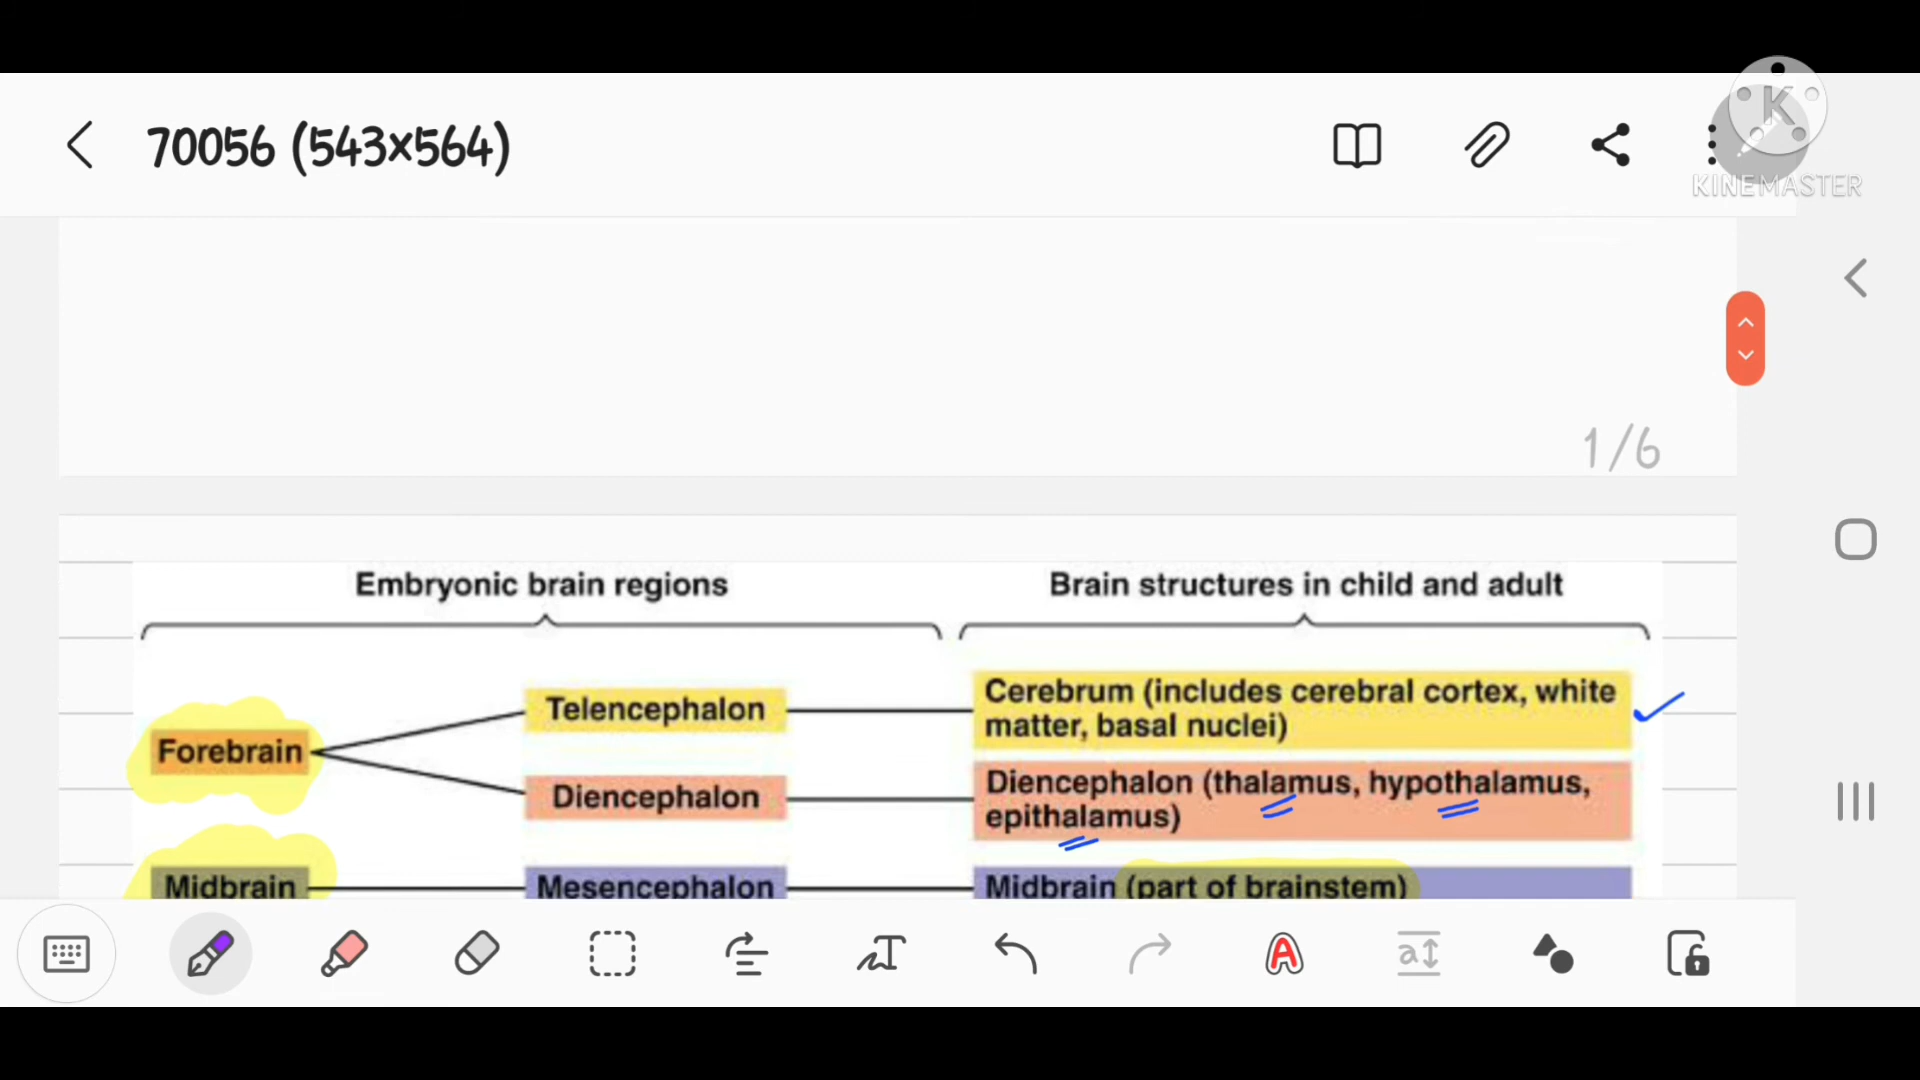 70056 (543x564)
K
KINEMASTER
1/6
Embryonic brain regions
Brain structures in child and adult
Telencephalon
Cerebrum (includes cerebral cortex, white
matter, basal nuclei)
Forebrain
Diencephalon
Diencephalon (thalamus, hypothalamus,
epithalamus)
Midbrain
Mesencephalon
Midbrain (part of brainstem)